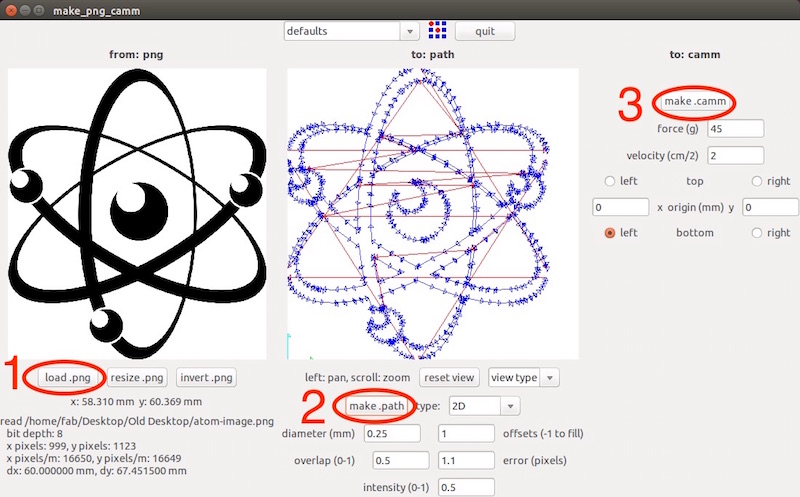 make_png_camm
defaults quit
from: png to: path to: camm
3 make .camm
force (g) 45
velocity (cm/2) 2
left top right
0 x origin (mm) y 0
left bottom right
1 load .png resize .png invert .png left: pan, scroll: zoom reset view view type
x: 58.310 mm y: 60.369 mm
2 make .path type: 2D
read /home/fab/Desktop/Old Desktop/atom-image.png
bit depth: 8
x pixels: 999, y pixels: 1123
x pixels/m: 16650, y pixels/m: 16649
dx: 60.000000 mm, dy: 67.451500 mm
diameter (mm) 0.25 1 offsets (-1 to fill)
overlap (0-1) 0.5 1.1 error (pixels)
intensity (0-1) 0.5